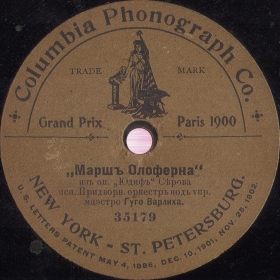 Columbia Phonograph Co.
TRADE MARK
Grand Prix Paris 1900
„Маршъ Олоферна"
изъ оп. „Юдифь" Сѣрова
исп. Придворн. оркестръ подъ упр.
маэстро Гуго Варлиха.
35179
NEW YORK - ST. PETERSBURG.
U.S. LETTERS PATENT MAY 4, 1886, DEC. 10, 1901, NOV. 25, 1902.